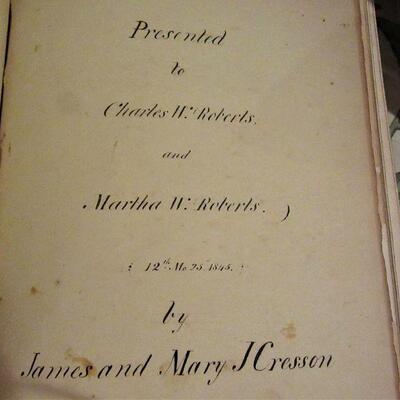 Presented
to
Charles W. Roberts,
and
Martha W. Roberts.)
(12th Mo 25 1845.)
by
James and Mary J Cresson